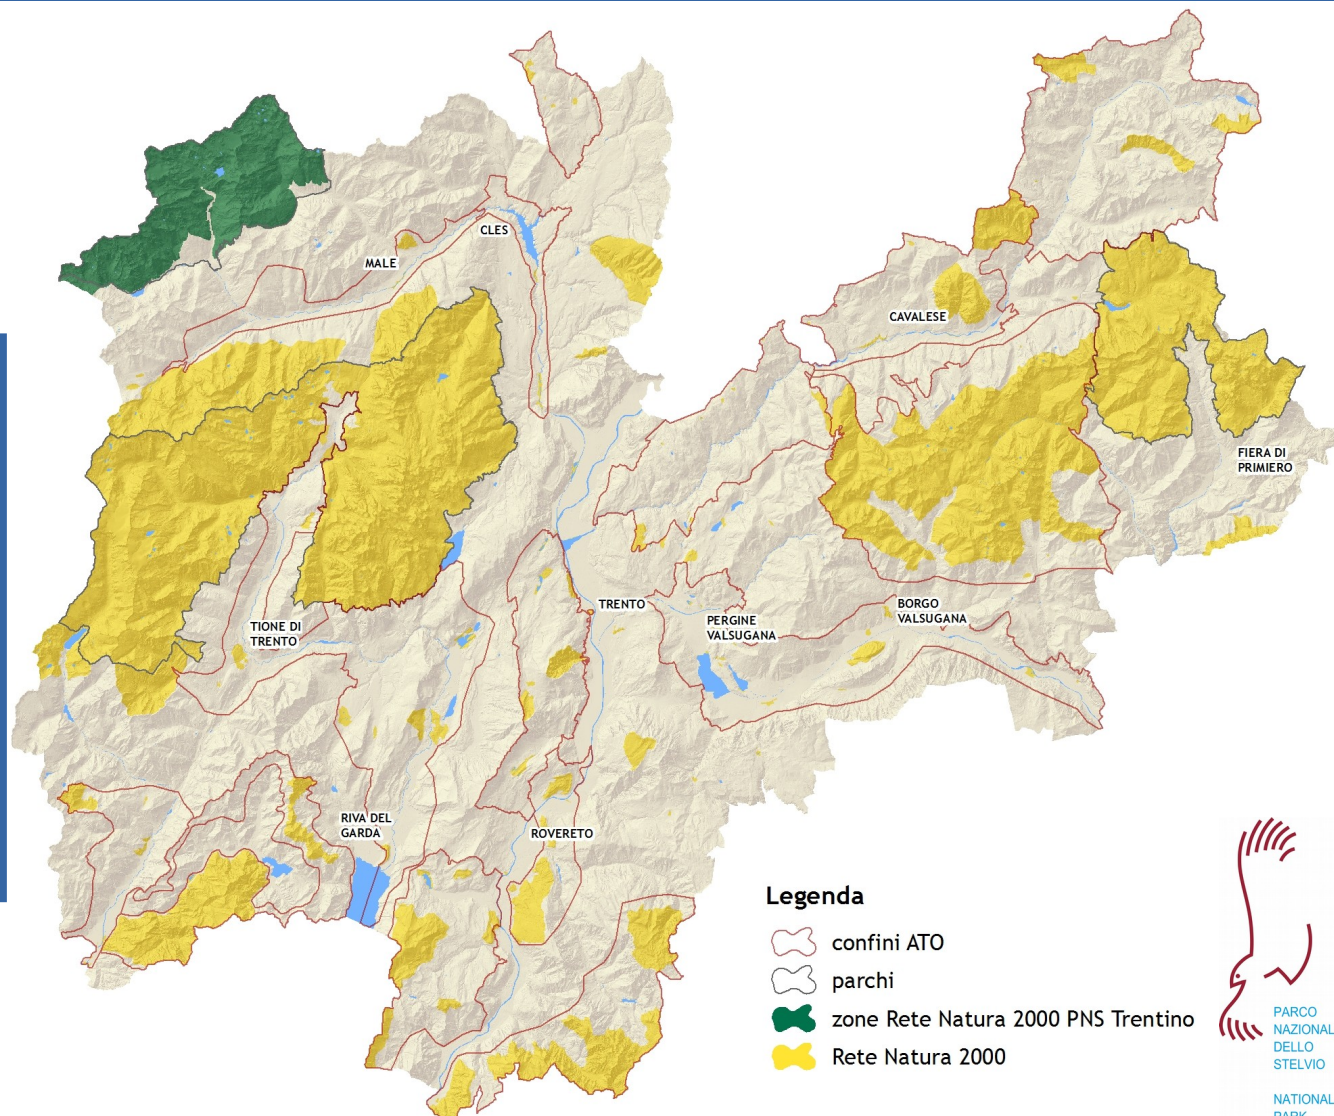 CLES
MALE
CAVALESE
FIERA DI
PRIMIERO
TRENTO
BORGO
VALSUGANA
PERGINE
VALSUGANA
TIONE DI
TRENTO
RIVA DEL
GARDA
ROVERETO
Legenda
confini ATO
parchi
zone Rete Natura 2000 PNS Trentino
Rete Natura 2000
PARCO
NAZIONAL
DELLO
STELVIO
NATIONAL
PARK